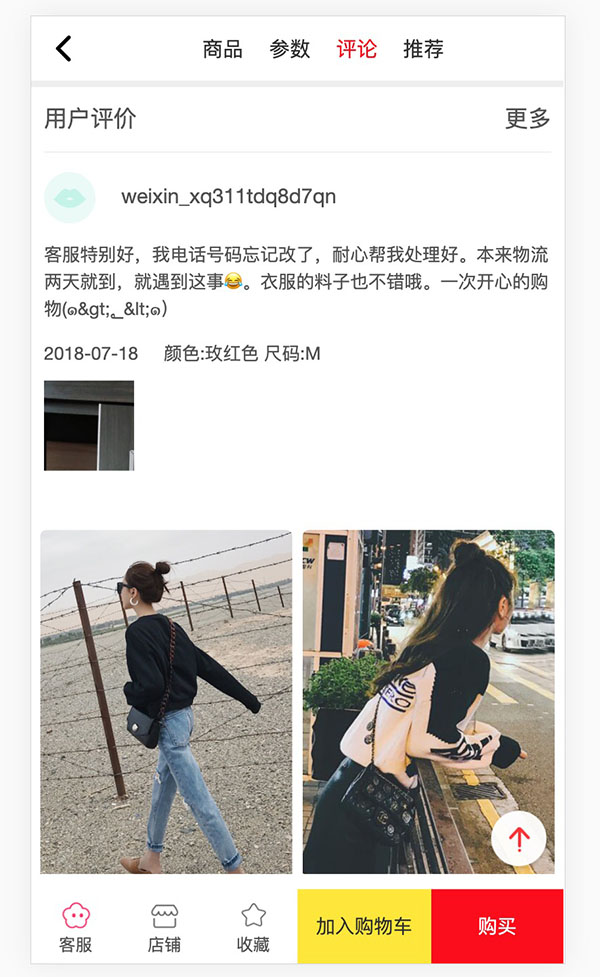 商品 参数 评论 推荐
用户评价 更多
weixin_xq311tdq8d7qn
客服特别好，我电话号码忘记改了，耐心帮我处理好。本来物流
两天就到，就遇到这事😂。衣服的料子也不错哦。一次开心的购
物(๑&gt;؂&lt;๑）
2018-07-18 颜色:玫红色 尺码:M
加入购物车 购买
客服 店铺 收藏